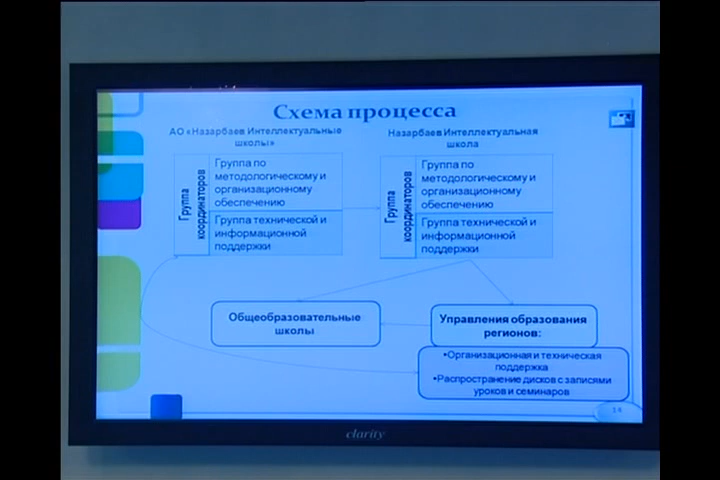 Схема процесса
АО «Назарбаев Интеллектуальные
школы»
Группа
координаторов
Группа по
методологическому и
организационному
обеспечению
Группа технической и
информационной
поддержки
Назарбаев Интеллектуальная
школа
Группа
координаторов
Группа по
методологическому и
организационному
обеспечению
Группа технической и
информационной
поддержки
Общеобразовательные
школы
Управления образования
регионов:
•Организационная и техническая
поддержка
•Распространение дисков с записями
уроков и семинаров
clarity